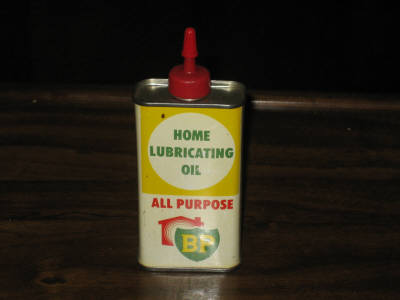 HOME
LUBRICATING
OIL
ALL PURPOSE
BP